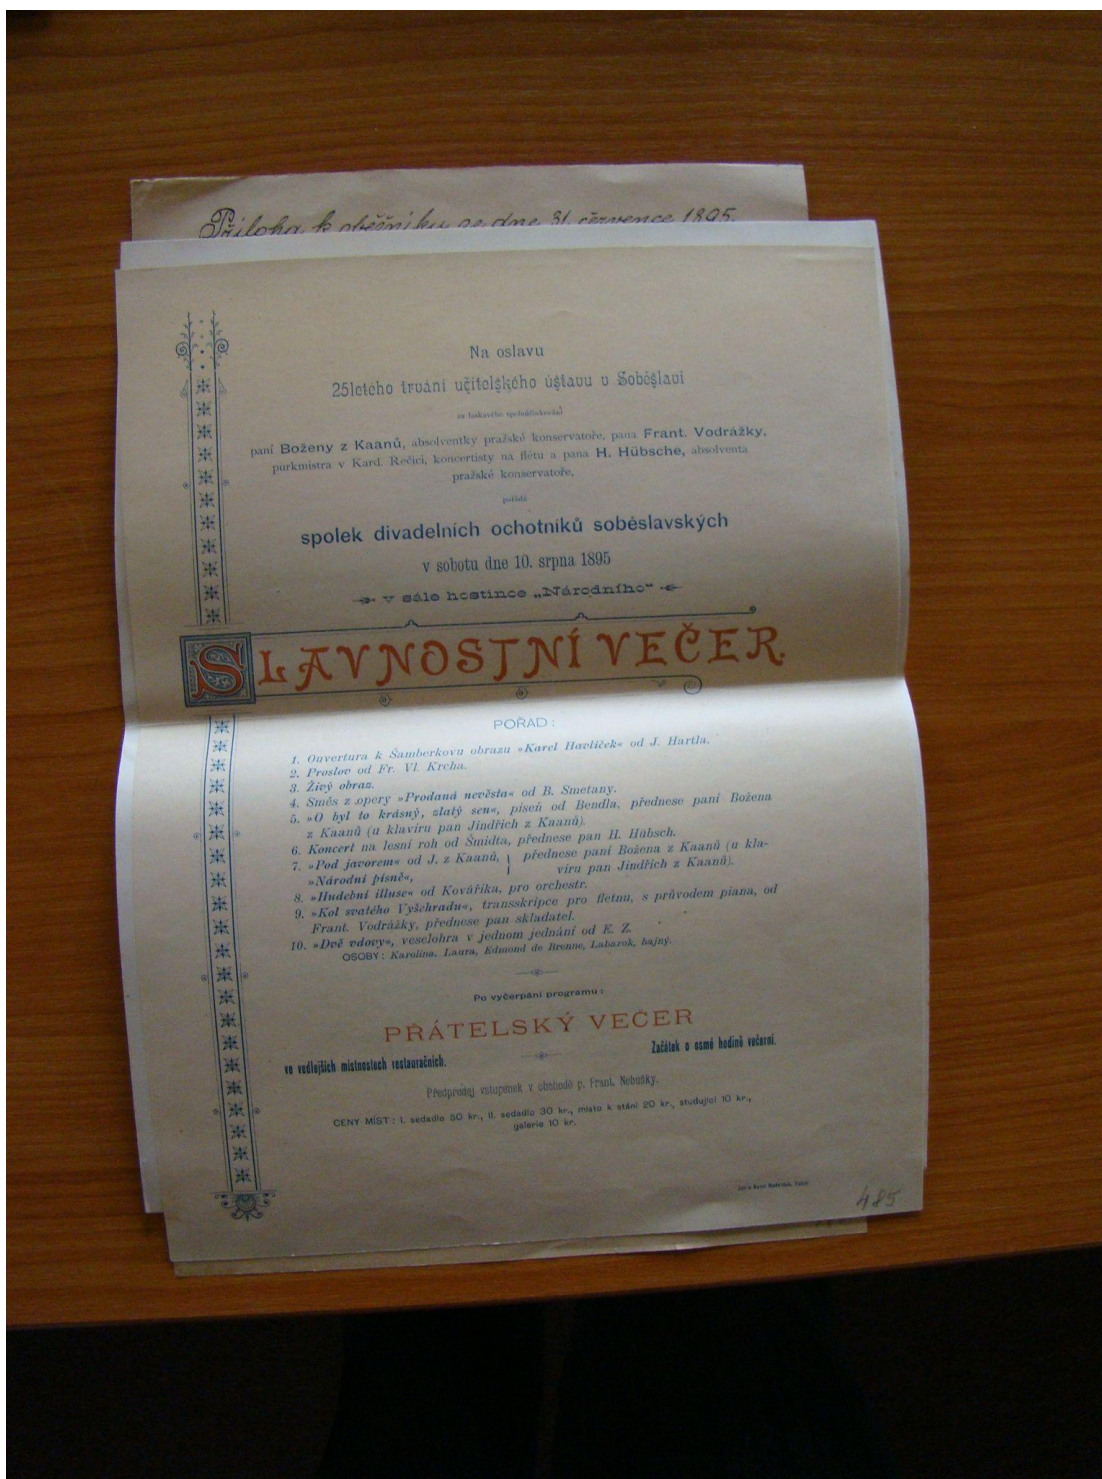 Příloha k oběžníku ze dne 31. července 1895.
Na oslavu
25letého trvání učitelského ústavu v Soběslavi
za laskavého spoluúčinkování
paní Boženy z Kaanů, absolventky pražské konservatoře, pana Frant. Vodrážky,
purkmistra v Kard. Řečici, koncertisty na flétu a pana H. Hübsche, absolventa
pražské konservatoře,
pořádá
spolek divadelních ochotníků soběslavských
v sobotu dne 10. srpna 1895
v sále hostince „Národního“
SLAVNOSTNÍ VEČER.
POŘAD:
1. Ouvertura k Šamberkovu obrazu »Karel Havlíček« od J. Hartla.
2. Proslov od Fr. Vl. Krcha.
3. Živý obraz.
4. Směs z opery »Prodaná nevěsta« od B. Smetany.
5. »O byl to krásný, zlatý sen«, píseň od Bendla, přednese paní Božena
z Kaanů (u klavíru pan Jindřich z Kaanů).
6. Koncert na lesní roh od Šmidta, přednese pan H. Hübsch.
7. »Pod javorem« od J. z Kaanů, přednese paní Božena z Kaanů (u kla-
»Národní písně«, víru pan Jindřich z Kaanů).
8. »Hudební illuse« od Kovaříka, pro orchestr.
9. »Kol svatého Vyšehradu«, transskripce pro fletnu, s průvodem piana, od
Frant. Vodrážky, přednese pan skladatel.
10. »Dvě vdovy«, veselohra v jednom jednání od E. Z.
OSOBY: Karolina, Laura, Edmond de Brenne, Labarok, hajný.
Po vyčerpání programu:
PŘÁTELSKÝ VEČER
ve vedlejších místnostech restauračních.
Začátek o osmé hodině večerní.
Předprodej vstupenek v obchodě p. Frant. Nebušky.
CENY MÍST: I. sedadlo 50 kr., II. sedadlo 30 kr., místo k stání 20 kr., studující 10 kr.,
galerie 10 kr.
485